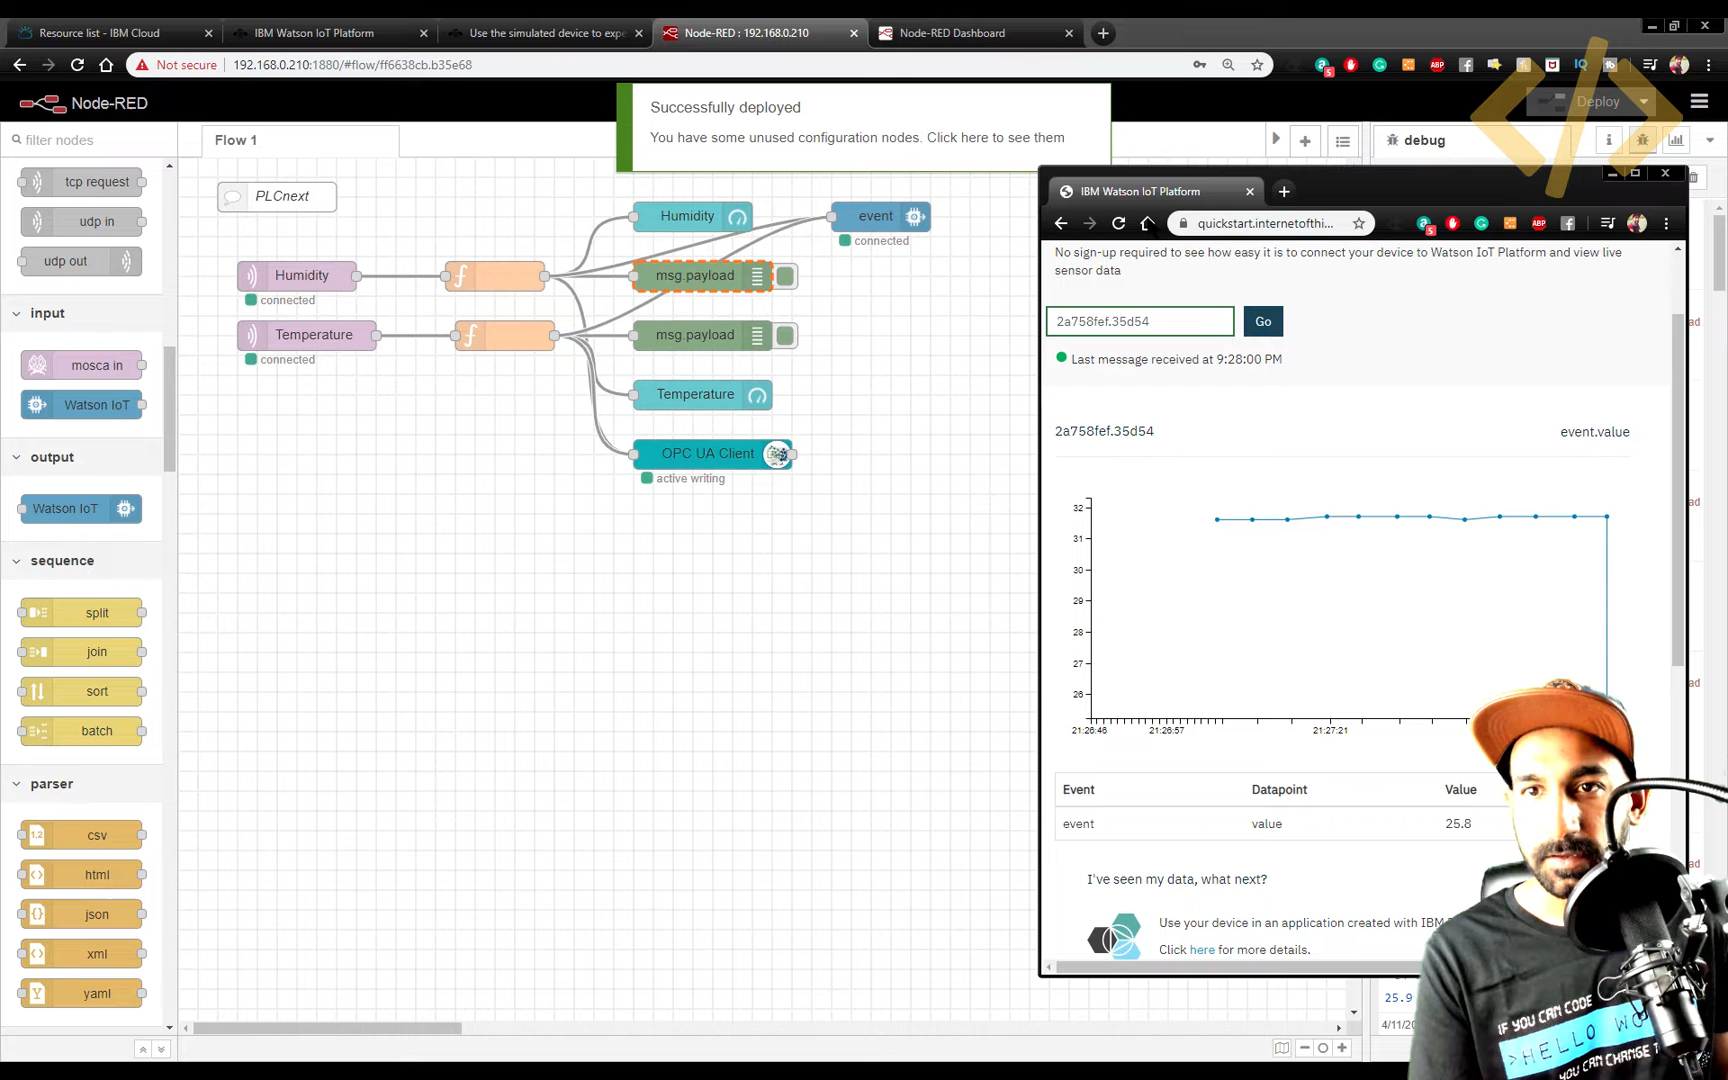 Resource list - IBM Cloud
IBM Watson IoT Platform
Use the simulated device to expe
Node-RED : 192.168.0.210
Node-RED Dashboard
Not secure
192.168.0.210:1880/#flow/ff6638cb.b35e68
Node-RED
Deploy
filter nodes
Flow 1
Successfully deployed
You have some unused configuration nodes. Click here to see them
debug
tcp request
udp in
udp out
input
mosca in
Watson IoT
output
Watson IoT
sequence
split
join
sort
batch
parser
csv
html
json
xml
yaml
PLCnext
Humidity
connected
Temperature
connected
Humidity
msg.payload
msg.payload
Temperature
OPC UA Client
active writing
event
connected
IBM Watson IoT Platform
quickstart.internetofthi...
No sign-up required to see how easy it is to connect your device to Watson IoT Platform and view live
sensor data
2a758fef.35d54
Go
Last message received at 9:28:00 PM
2a758fef.35d54
event.value
32
31
30
29
28
27
26
21:26:46
21:26:57
21:27:21
Event
Datapoint
Value
event
value
25.8
I've seen my data, what next?
Use your device in an application created with IBM
Click here for more details.
25.9
4/11/20
IF YOU CAN CODE
>HELLO WO
YOU CAN CHANGE T